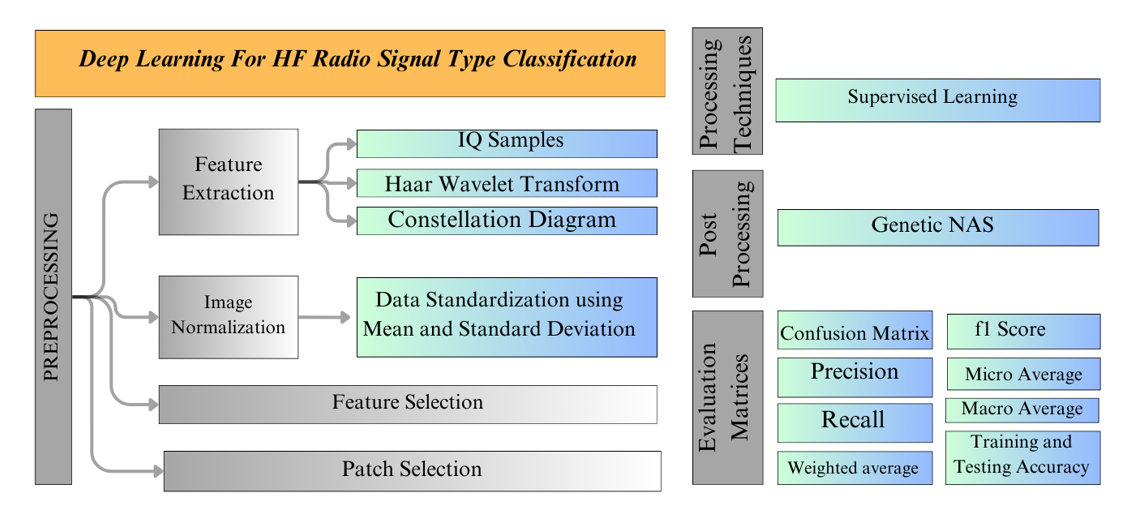 Deep Learning For HF Radio Signal Type Classification
PREPROCESSING
Feature
Extraction
IQ Samples
Haar Wavelet Transform
Constellation Diagram
Image
Normalization
Data Standardization using
Mean and Standard Deviation
Feature Selection
Patch Selection
Processing
Techniques
Supervised Learning
Post
Processing
Genetic NAS
Evaluation
Matrices
Confusion Matrix
Precision
Recall
Weighted average
f1 Score
Micro Average
Macro Average
Training and
Testing Accuracy